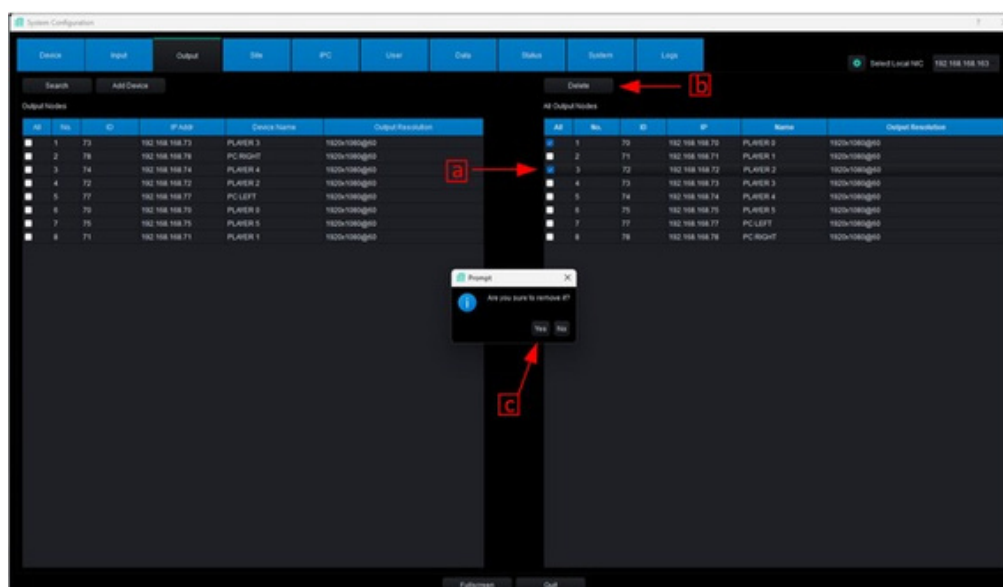 System Configuration
Device Input Output Site IPC User Data Status System Logs
Select Local NIC 192.168.168.163
Search Add Device Delete b
Output Nodes All Output Nodes
All No. ID IP Addr Device Name Output Resolution All No. ID IP Name Output Resolution
1 73 192.168.168.73 PLAYER 3 1920x1080@60 1 70 192.168.168.70 PLAYER 0 1920x1080@60
2 78 192.168.168.78 PC RIGHT 1920x1080@60 2 71 192.168.168.71 PLAYER 1 1920x1080@60
3 74 192.168.168.74 PLAYER 4 1920x1080@60 a 3 72 192.168.168.72 PLAYER 2 1920x1080@60
4 72 192.168.168.72 PLAYER 2 1920x1080@60 4 73 192.168.168.73 PLAYER 3 1920x1080@60
5 77 192.168.168.77 PC LEFT 1920x1080@60 5 74 192.168.168.74 PLAYER 4 1920x1080@60
6 70 192.168.168.70 PLAYER 0 1920x1080@60 6 75 192.168.168.75 PLAYER 5 1920x1080@60
7 75 192.168.168.75 PLAYER 5 1920x1080@60 7 77 192.168.168.77 PC LEFT 1920x1080@60
8 71 192.168.168.71 PLAYER 1 1920x1080@60 8 78 192.168.168.78 PC RIGHT 1920x1080@60
Prompt
Are you sure to remove it?
Yes No
c
Fullscreen Quit